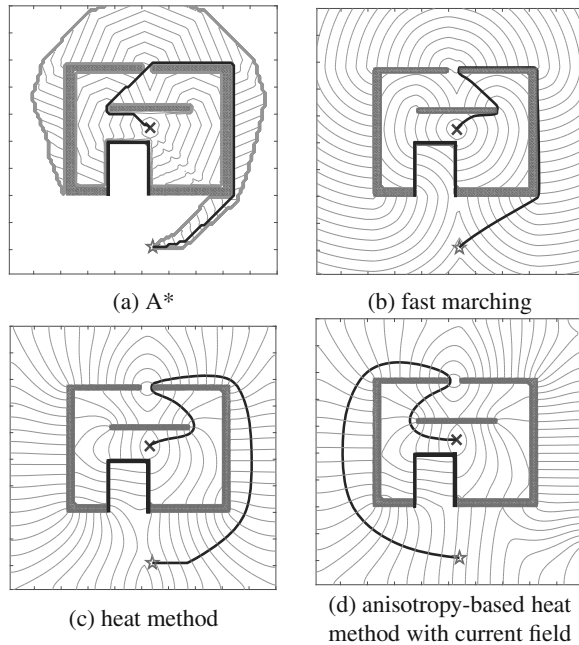 (a) A*
(b) fast marching
(c) heat method
(d) anisotropy-based heat
method with current field